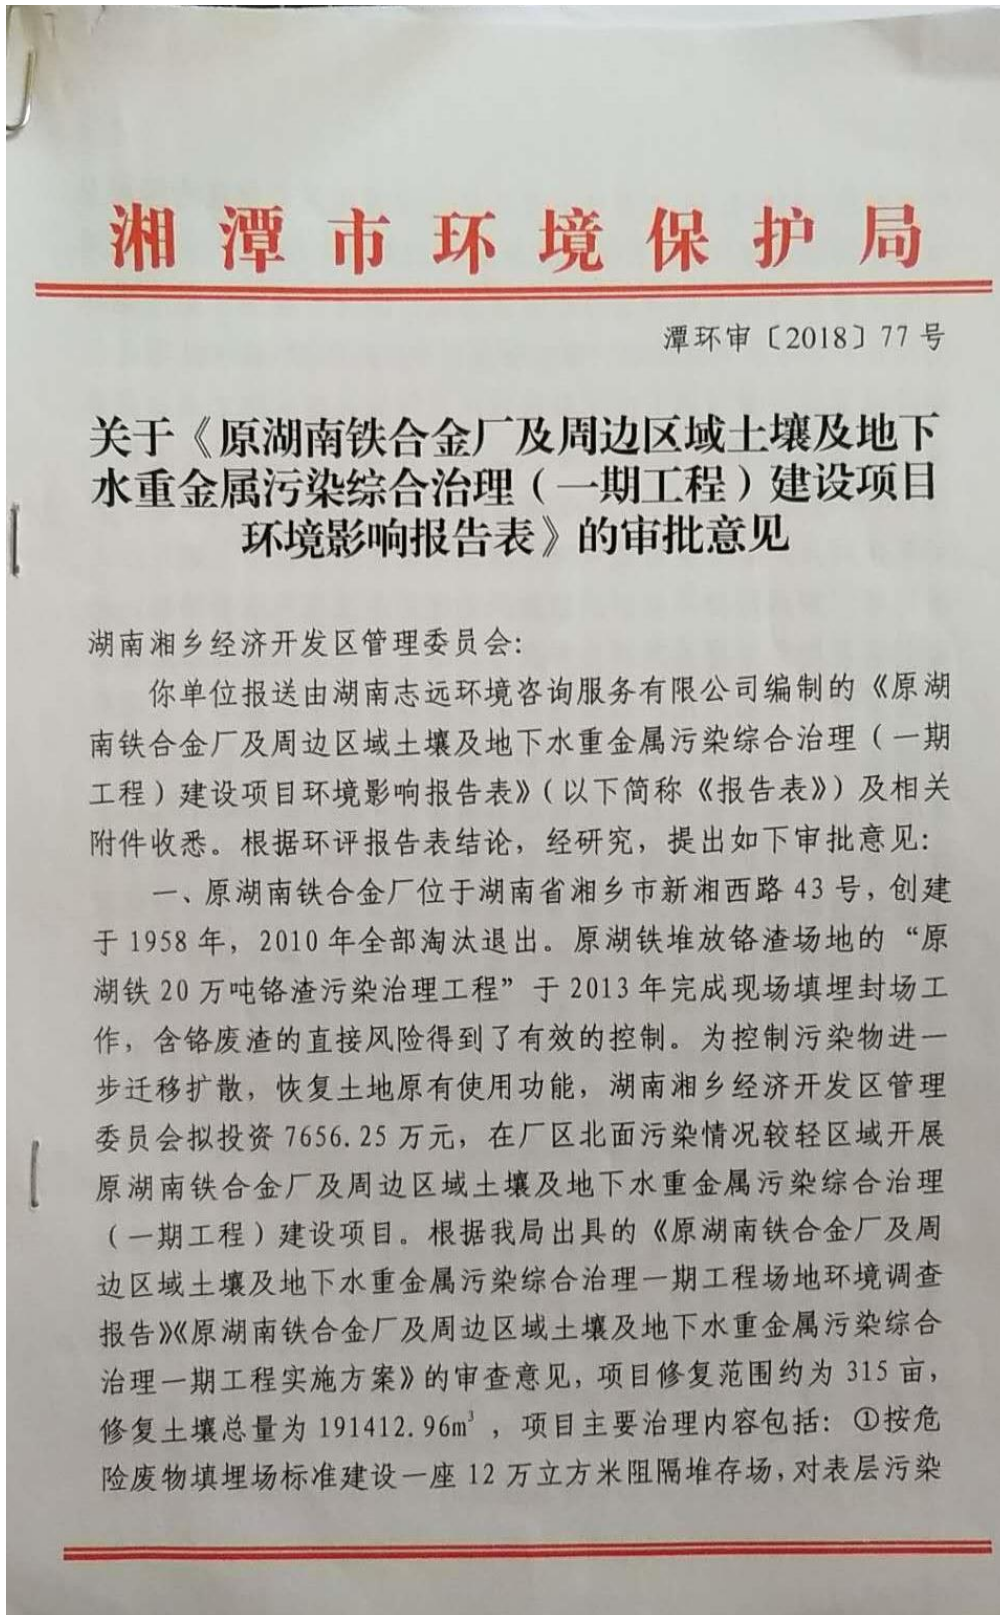 湘潭市环境保护局
潭环审〔2018〕77号
关于《原湖南铁合金厂及周边区域土壤及地下
水重金属污染综合治理（一期工程）建设项目
环境影响报告表》的审批意见
湖南湘乡经济开发区管理委员会：
你单位报送由湖南志远环境咨询服务有限公司编制的《原湖
南铁合金厂及周边区域土壤及地下水重金属污染综合治理（一期
工程）建设项目环境影响报告表》（以下简称《报告表》）及相关
附件收悉。根据环评报告表结论，经研究，提出如下审批意见：
一、原湖南铁合金厂位于湖南省湘乡市新湘西路43号，创建
于1958年，2010年全部淘汰退出。原湖铁堆放铬渣场地的“原
湖铁20万吨铬渣污染治理工程”于2013年完成现场填埋封场工
作，含铬废渣的直接风险得到了有效的控制。为控制污染物进一
步迁移扩散，恢复土地原有使用功能，湖南湘乡经济开发区管理
委员会拟投资7656.25万元，在厂区北面污染情况较轻区域开展
原湖南铁合金厂及周边区域土壤及地下水重金属污染综合治理
（一期工程）建设项目。根据我局出具的《原湖南铁合金厂及周
边区域土壤及地下水重金属污染综合治理一期工程场地环境调查
报告》《原湖南铁合金厂及周边区域土壤及地下水重金属污染综合
治理一期工程实施方案》的审查意见，项目修复范围约为315亩，
修复土壤总量为191412.96m³，项目主要治理内容包括：①按危
险废物填埋场标准建设一座12万立方米阻隔堆存场，对表层污染